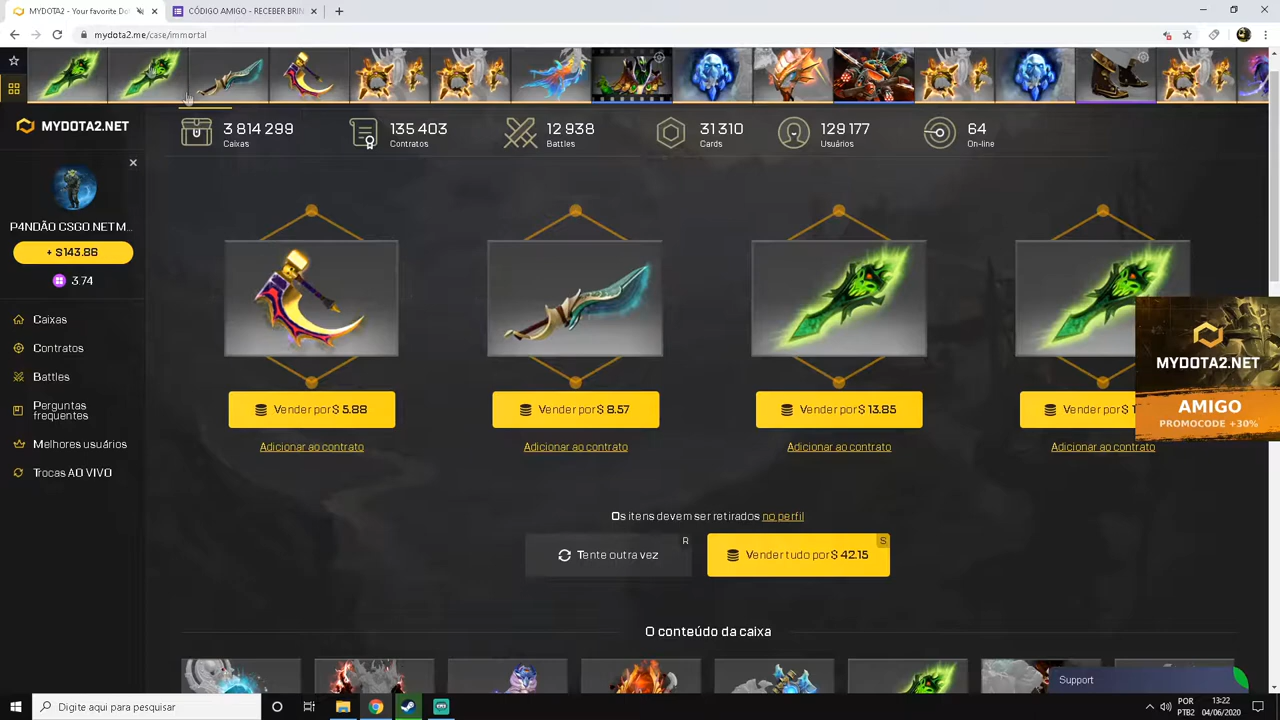 MYDOTA2 - Your favorite Do
CÓDIGO AMIGO - RECEBER BRIN
mydota2.me/case/immortal
MYDOTA2.NET
3 814 299
Caixas
135 403
Contratos
12 938
Battles
31 310
Cards
129 177
Usuários
64
On-line
P4NDÃO CSGO NET M...
+ $143.86
3.74
Caixas
Contratos
Battles
Perguntas
frequentes
Melhores usuários
Trocas AO VIVO
Vender por $ 5.88
Vender por $ 8.57
Vender por $ 13.85
Vender por $ 1
Adicionar ao contrato
Adicionar ao contrato
Adicionar ao contrato
Adicionar ao contrato
MYDOTA2.NET
AMIGO
PROMOCODE +30%
Os itens devem ser retirados no perfil
R
Tente outra vez
S
Vender tudo por $ 42.15
O conteúdo da caixa
Support
Digite aqui para pesquisar
POR
PTB2
13:22
04/06/2020